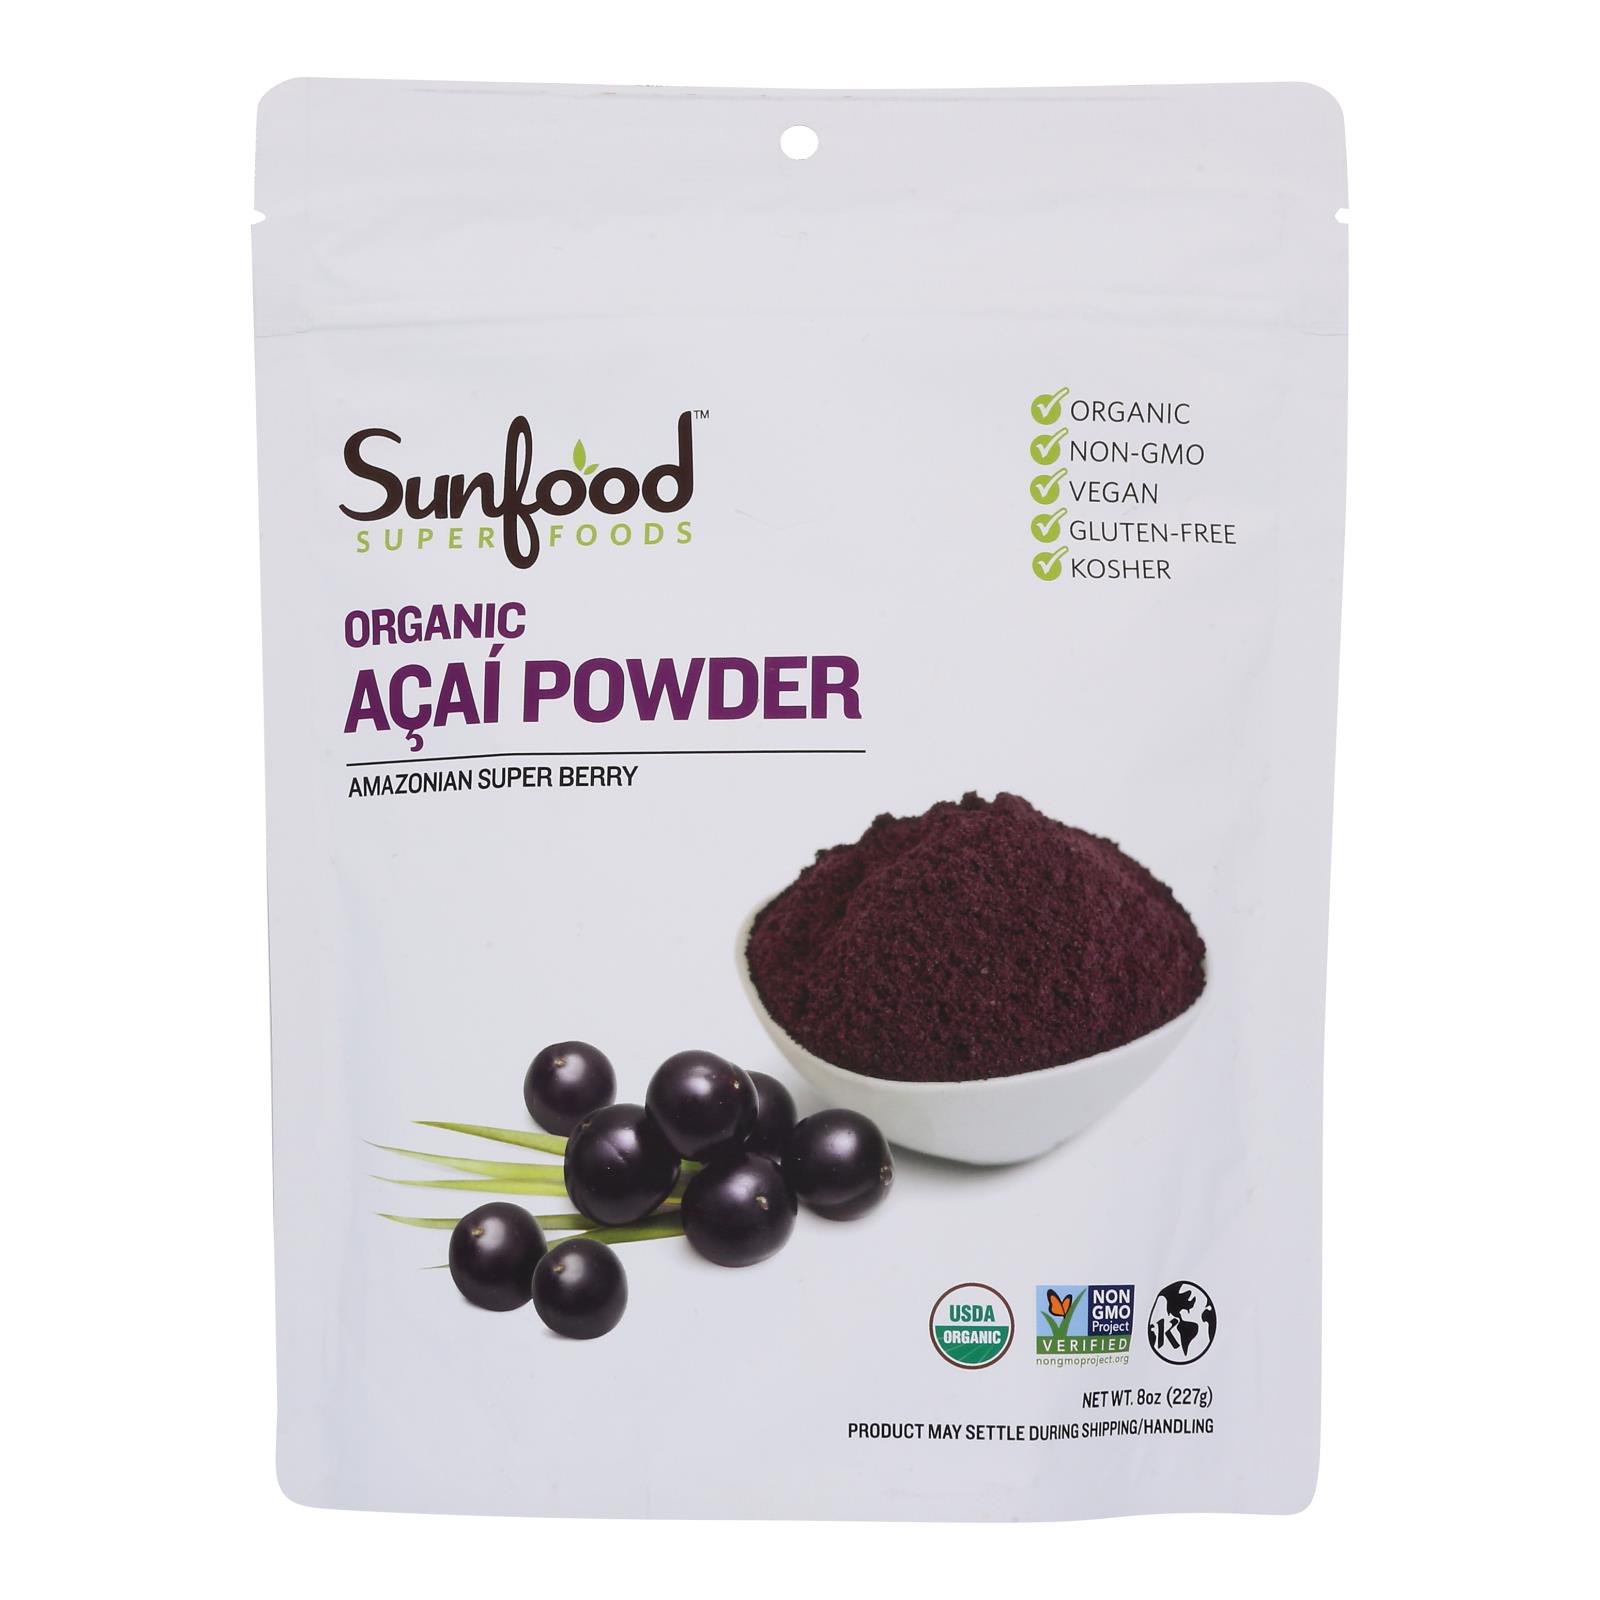 Sunfood™
SUPERFOODS
ORGANIC
NON-GMO
VEGAN
GLUTEN-FREE
KOSHER
ORGANIC
AÇAÍ POWDER
AMAZONIAN SUPER BERRY
USDA
ORGANIC
NON
GMO
Project
VERIFIED
nongmoproject.org
K
NET WT. 8oz (227g)
PRODUCT MAY SETTLE DURING SHIPPING/HANDLING